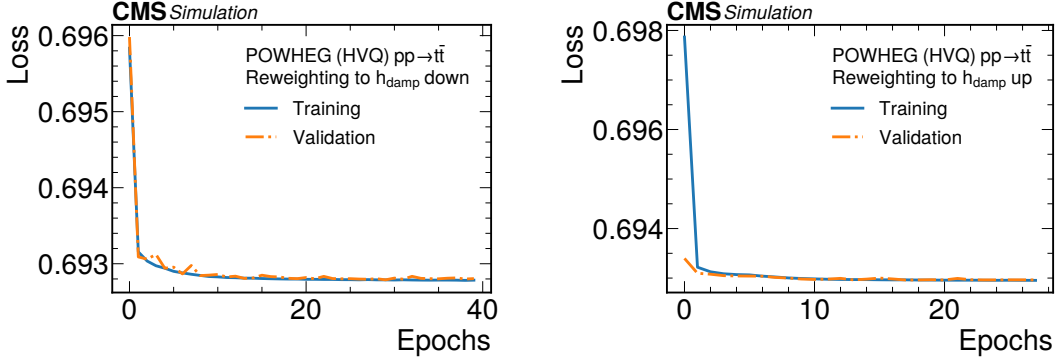 CMS Simulation
Loss
0.696
0.695
0.694
0.693
POWHEG (HVQ) pp→tt̄
Reweighting to h_damp down
Training
Validation
0 20 40
Epochs
CMS Simulation
Loss
0.698
0.696
0.694
POWHEG (HVQ) pp→tt̄
Reweighting to h_damp up
Training
Validation
0 10 20
Epochs